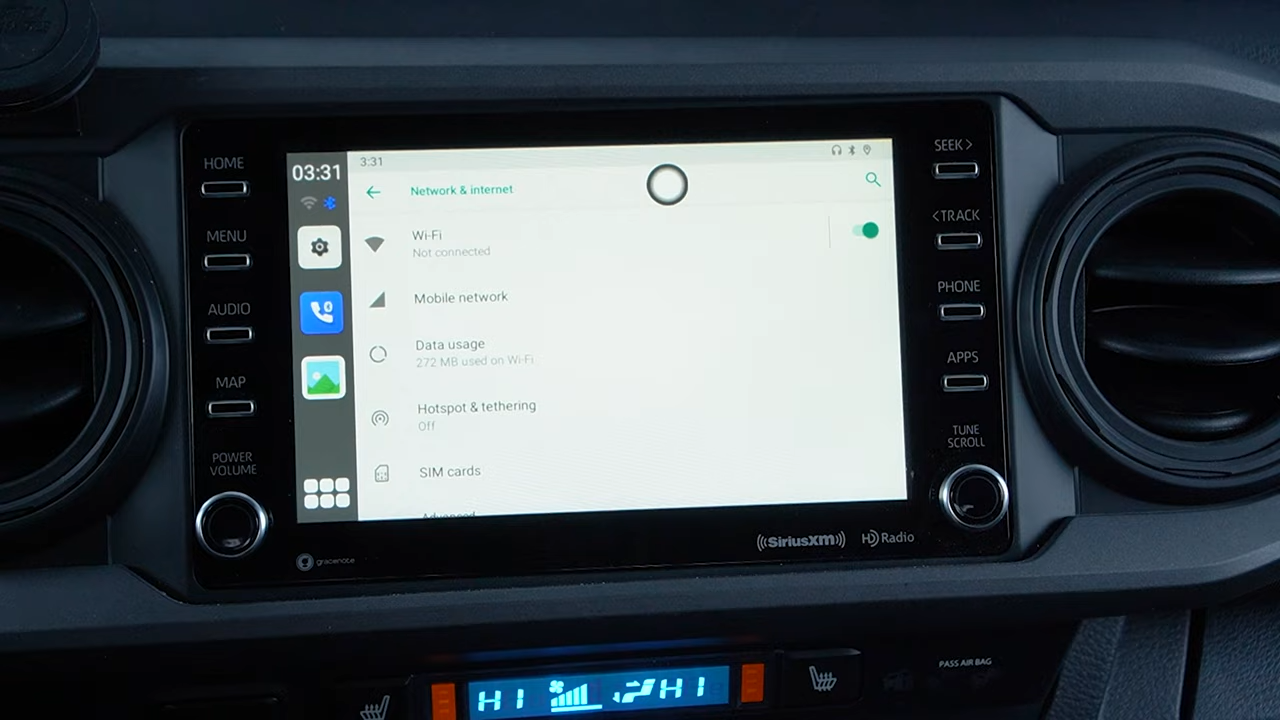 HOME
MENU
AUDIO
MAP
POWER
VOLUME
03:31
3:31
Network & internet
Wi-Fi
Not connected
Mobile network
Data usage
272 MB used on Wi-Fi
Hotspot & tethering
Off
SIM cards
Advanced
SEEK >
< TRACK
PHONE
APPS
TUNE
SCROLL
gracenote
((SiriusXM))
HD Radio
HI
HI
PASS AIR BAG